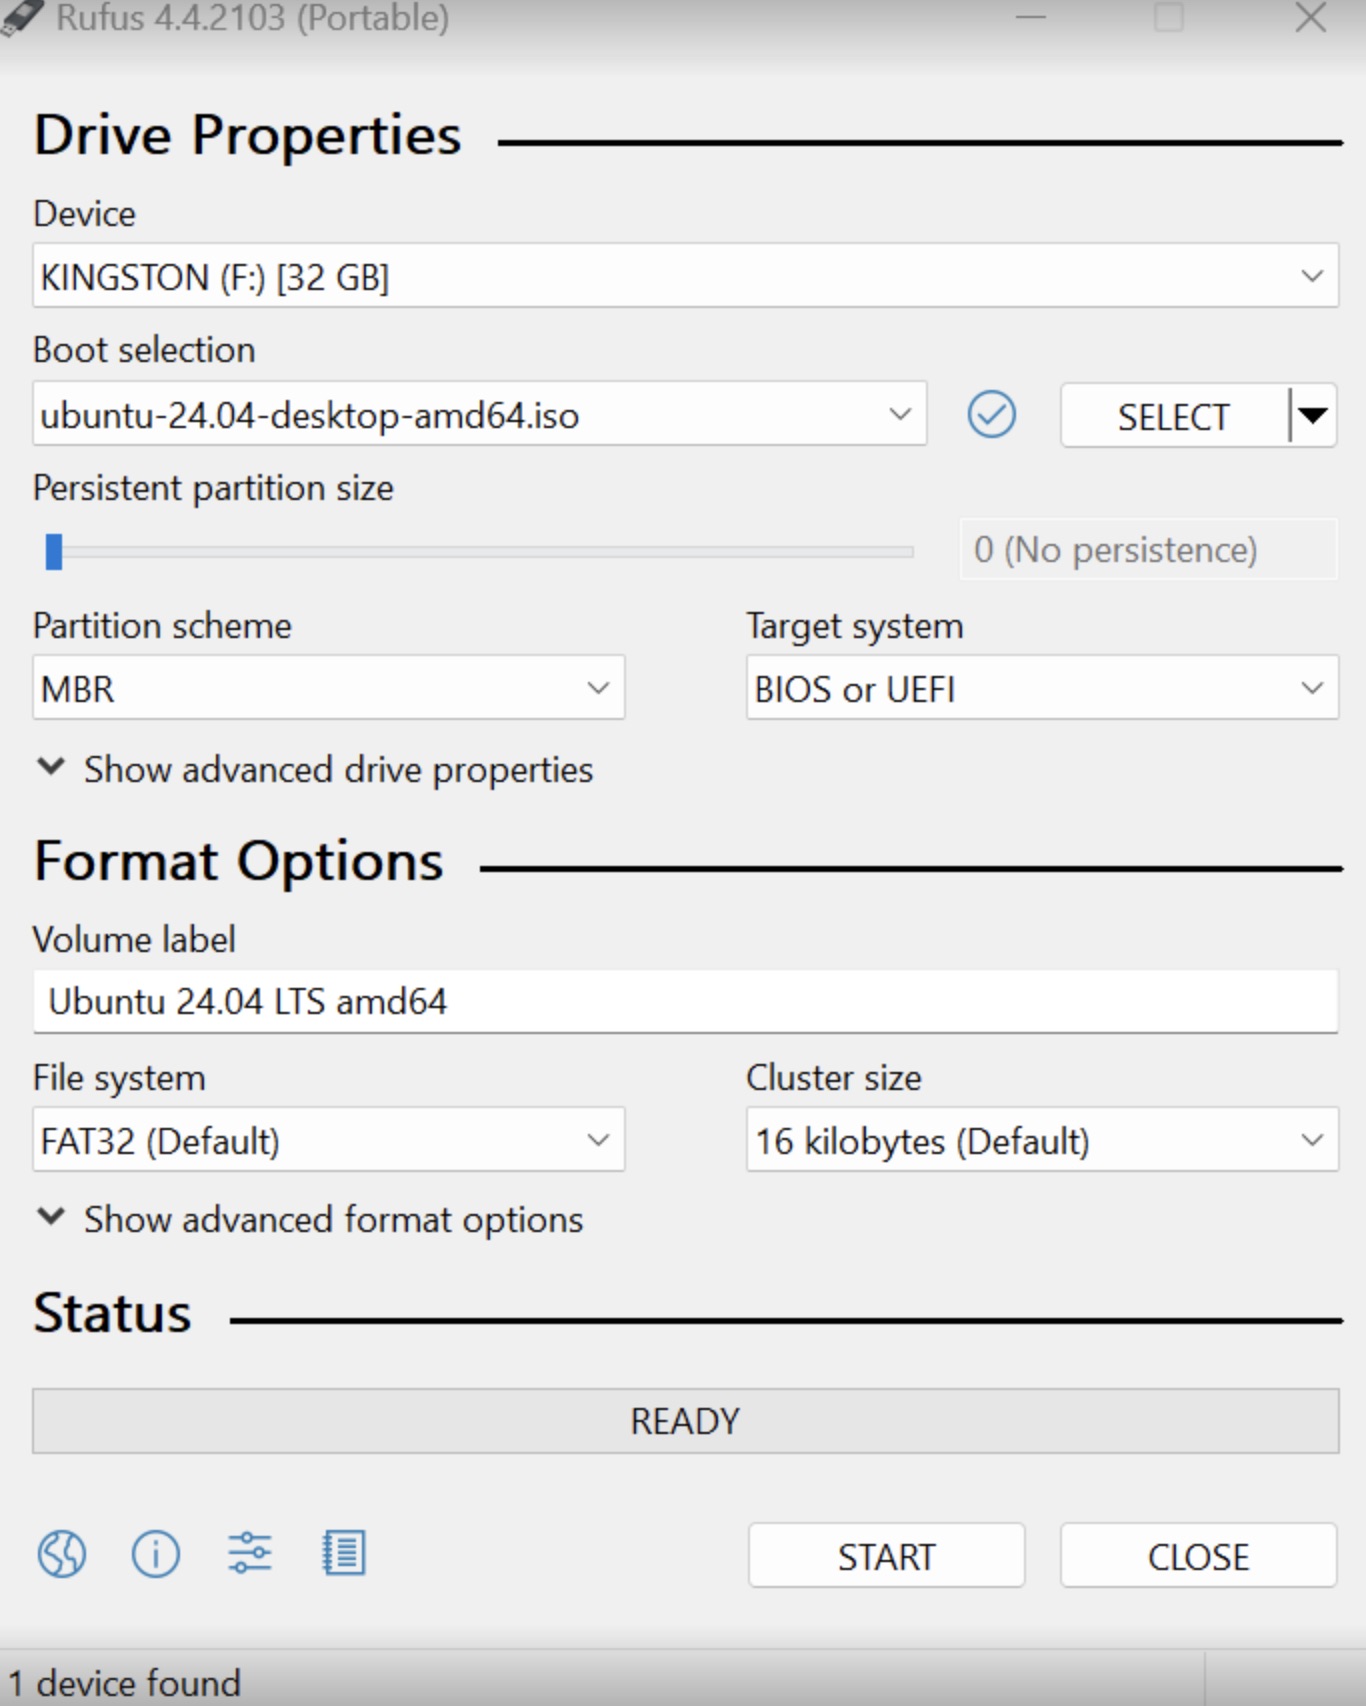 Rufus 4.4.2103 (Portable)
Drive Properties
Device
KINGSTON (F:) [32 GB]
Boot selection
ubuntu-24.04-desktop-amd64.iso
SELECT
Persistent partition size
0 (No persistence)
Partition scheme
Target system
MBR
BIOS or UEFI
Show advanced drive properties
Format Options
Volume label
Ubuntu 24.04 LTS amd64
File system
Cluster size
FAT32 (Default)
16 kilobytes (Default)
Show advanced format options
Status
READY
START
CLOSE
1 device found